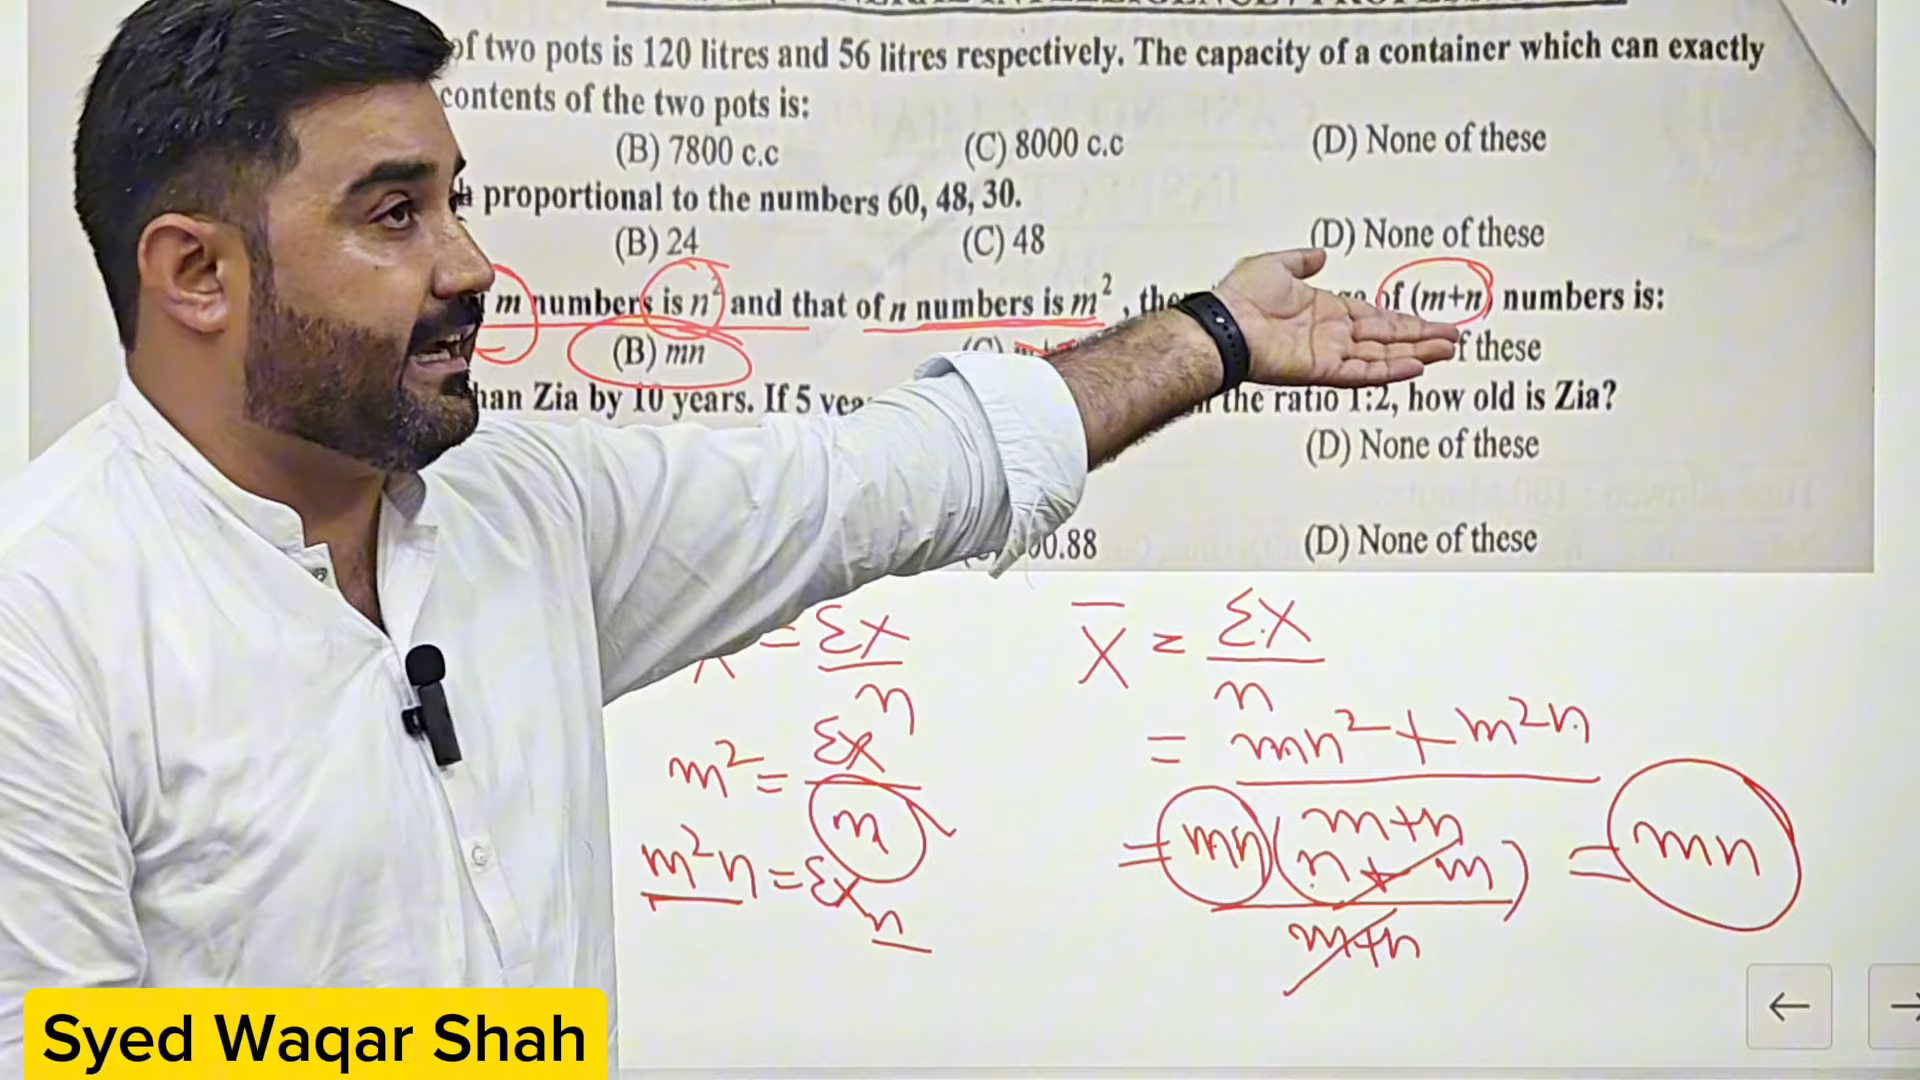 of two pots is 120 litres and 56 litres respectively. The capacity of a container which can exactly
contents of the two pots is:
(B) 7800 c.c (C) 8000 c.c (D) None of these
proportional to the numbers 60, 48, 30.
(B) 24 (C) 48 (D) None of these
m numbers is n² and that of n numbers is m², of (m+n) numbers is:
(B) mn (C) f these
han Zia by 10 years. If 5 the ratio 1:2, how old is Zia?
(D) None of these
00.88 (D) None of these
= Σx/n
X̄ = Σx/n
m² = Σx/n
= mn² + m²n
m+n
m²n = Σx n
= mn(n + m) = mn
m+n
Syed Waqar Shah